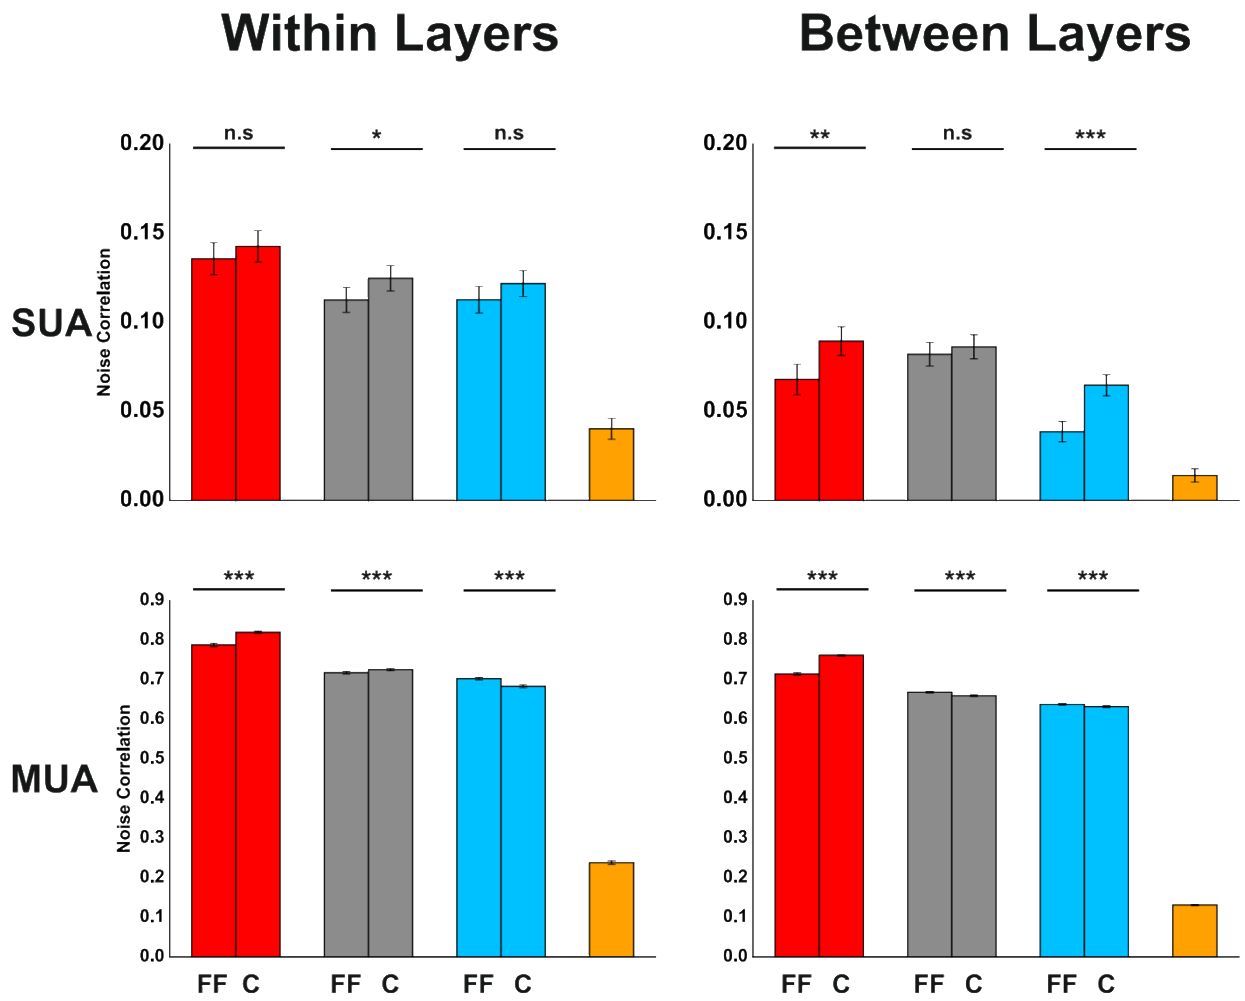 Within Layers Between Layers
n.s * n.s ** n.s ***
0.20 0.20
0.15 0.15
SUA Noise Correlation
0.10 0.10
0.05 0.05
0.00 0.00
*** *** *** *** *** ***
0.9 0.9
0.8 0.8
0.7 0.7
0.6 0.6
0.5 0.5
MUA Noise Correlation
0.4 0.4
0.3 0.3
0.2 0.2
0.1 0.1
0.0 0.0
FF C FF C FF C FF C FF C FF C